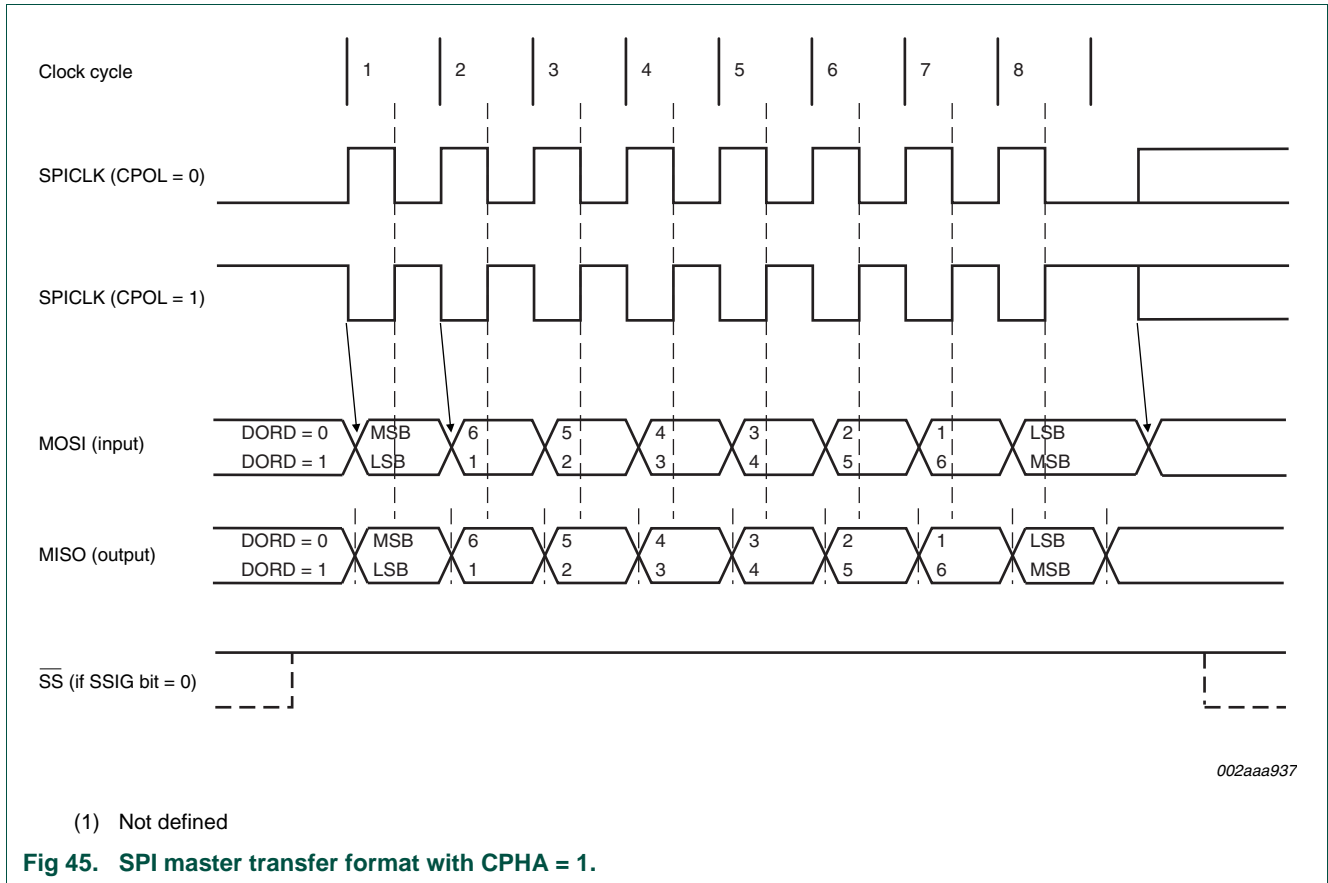 Clock cycle 1 2 3 4 5 6 7 8
SPICLK (CPOL = 0)
SPICLK (CPOL = 1)
MOSI (input)
DORD = 0 MSB 6 5 4 3 2 1 LSB
DORD = 1 LSB 1 2 3 4 5 6 MSB
MISO (output)
DORD = 0 MSB 6 5 4 3 2 1 LSB
DORD = 1 LSB 1 2 3 4 5 6 MSB
SS (if SSIG bit = 0)
002aaa937
(1) Not defined
Fig 45. SPI master transfer format with CPHA = 1.